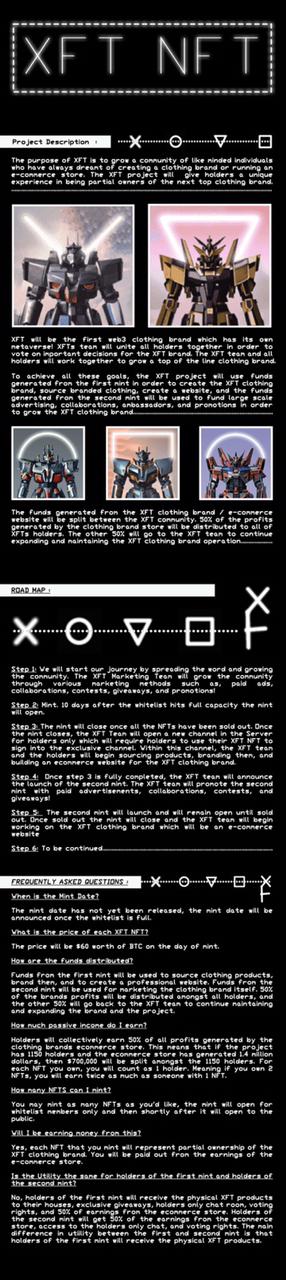 XFT NFT
Project Description :
The purpose of XFT is to grow a community of like minded individuals
who have always dreamt of creating a clothing brand or running an
e-commerce store. The XFT project will give holders a unique
experience in being partial owners of the next top clothing brand.
XFT will be the first web3 clothing brand which has its own
metaverse! XFTs team will unite all holders together in order to
vote on important decisions for the XFT brand. The XFT team and all
holders will work together to grow a top of the line clothing brand.
To achieve all these goals, the XFT project will use funds
generated from the first mint in order to create the XFT clothing
brand, source branded clothing, create a website, and the funds
generated from the second mint will be used to fund large scale
advertising, collaborations, ambassadors, and promotions in order
to grow the XFT clothing brand.
The funds generated from the XFT clothing brand / e-commerce
website will be split between the XFT community. 50% of the profits
generated by the clothing brand store will be distributed to all of
XFTs holders. The other 50% will go to the XFT team to continue
expanding and maintaining the XFT clothing brand operation.
ROAD MAP :
XFT
Step 1: We will start our journey by spreading the word and growing
the community. The XFT Marketing Team will grow the community
through various marketing methods such as, paid ads,
collaborations, contests, giveaways, and promotions!
Step 2: Mint. 10 days after the whitelist hits full capacity the mint
will open.
Step 3: The mint will close once all the NFTs have been sold out. Once
the mint closes, the XFT Team will open a new channel in the Server
for holders only which will require holders to use their XFT NFT to
sign into the exclusive channel. Within this channel, the XFT team
and the holders will begin sourcing products, branding them, and
building an ecommerce website for the XFT clothing brand.
Step 4: Once step 3 is fully completed, the XFT team will announce
the launch of the second mint. The XFT team will promote the second
mint with paid advertisements, collaborations, contests, and
giveaways!
Step 5: The second mint will launch and will remain open until sold
out. Once sold out the mint will close and the XFT team will begin
working on the XFT clothing brand which will be an e-commerce
website
Step 6: To be continued
FREQUENTLY ASKED QUESTIONS :
XFT
When is the Mint Date?
The mint date has not yet been released, the mint date will be
announced once the whitelist is full.
What is the price of each XFT NFT?
The price will be $60 worth of BTC on the day of mint.
How are the funds distributed?
Funds from the first mint will be used to source clothing products,
brand them, and to create a professional website. Funds from the
second mint will be used for marketing the clothing brand itself. 50%
of the brands profits will be distributed amongst all holders, and
the other 50% will go back to the XFT team to continue maintaining
and expanding the brand and the project.
How much passive income do I earn?
Holders will collectively earn 50% of all profits generated by the
clothing brands ecommerce store. This means that if the project
has 1150 holders and the ecommerce store has generated 1.4 million
dollars, then $700,000 will be split amongst the 1150 holders. For
each NFT you own, you will count as 1 holder. Meaning if you own 2
NFTs, you will earn twice as much as someone with 1 NFT.
How many NFTS can I mint?
You may mint as many NFTs as you'd like, the mint will open for
whitelist members only and then shortly after it will open to the
public.
Will I be earning money from this?
Yes, each NFT that you mint will represent partial ownership of the
XFT clothing brand. You will be paid out from the earnings of the
e-commerce store.
Is the Utility the same for holders of the first mint and holders of
the second mint?
No, holders of the first mint will receive the physical XFT products
to their houses, exclusive giveaways, holders only chat room, voting
rights, and 50% of earnings from the ecommerce store. Holders of
the second mint will get 50% of the earnings from the ecommerce
store, access to the holders only chat, and voting rights. The main
difference in utility between the first and second mint is that
holders of the first mint will receive the physical XFT products.